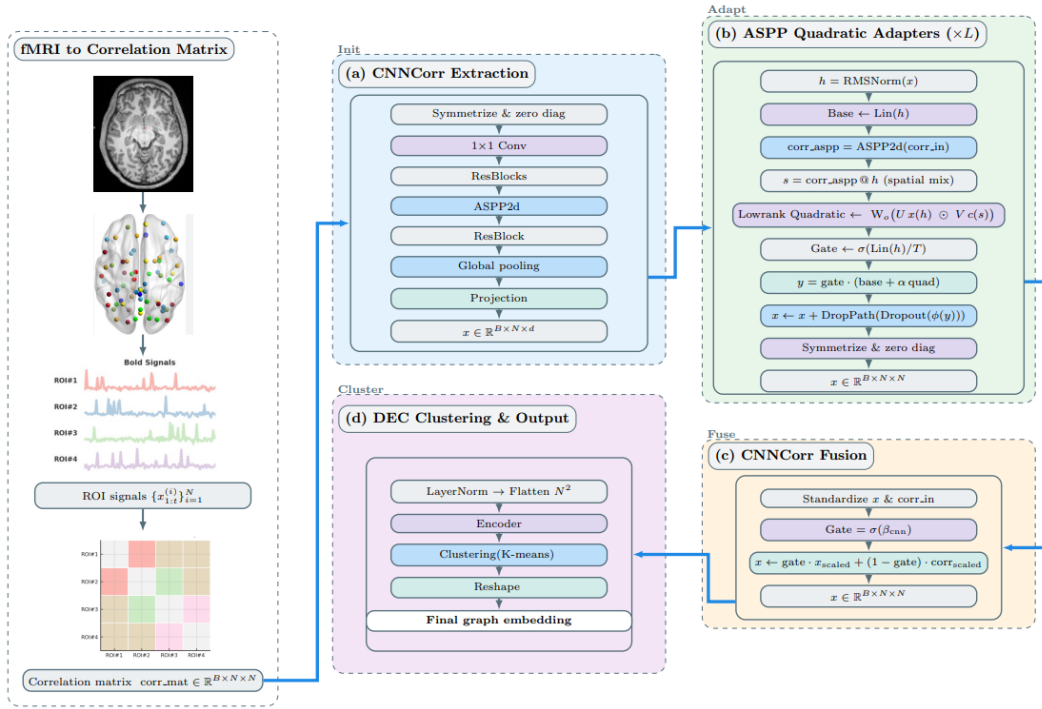 fMRI to Correlation Matrix
Bold Signals
ROI#1
ROI#2
ROI#3
ROI#4
ROI signals {x_{1:t}^{(i)}}_{i=1}^{N}
ROI#1
ROI#2
ROI#3
ROI#4
ROI#1 ROI#2 ROI#3 ROI#4
Correlation matrix corr_mat ∈ ℝ^{B×N×N}
Init
(a) CNNCorr Extraction
Symmetrize & zero diag
1×1 Conv
ResBlocks
ASPP2d
ResBlock
Global pooling
Projection
x ∈ ℝ^{B×N×d}
Adapt
(b) ASPP Quadratic Adapters (×L)
h = RMSNorm(x)
Base ← Lin(h)
corr_aspp = ASPP2d(corr_in)
s = corr_aspp @ h (spatial mix)
Lowrank Quadratic ← W_o(U x(h) ⊙ V c(s))
Gate ← σ(Lin(h)/T)
y = gate · (base + α quad)
x ← x + DropPath(Dropout(ϕ(y)))
Symmetrize & zero diag
x ∈ ℝ^{B×N×N}
Fuse
(c) CNNCorr Fusion
Standardize x & corr_in
Gate = σ(β_cnn)
x ← gate · x_scaled + (1 − gate) · corr_scaled
x ∈ ℝ^{B×N×N}
Cluster
(d) DEC Clustering & Output
LayerNorm → Flatten N²
Encoder
Clustering(K-means)
Reshape
Final graph embedding